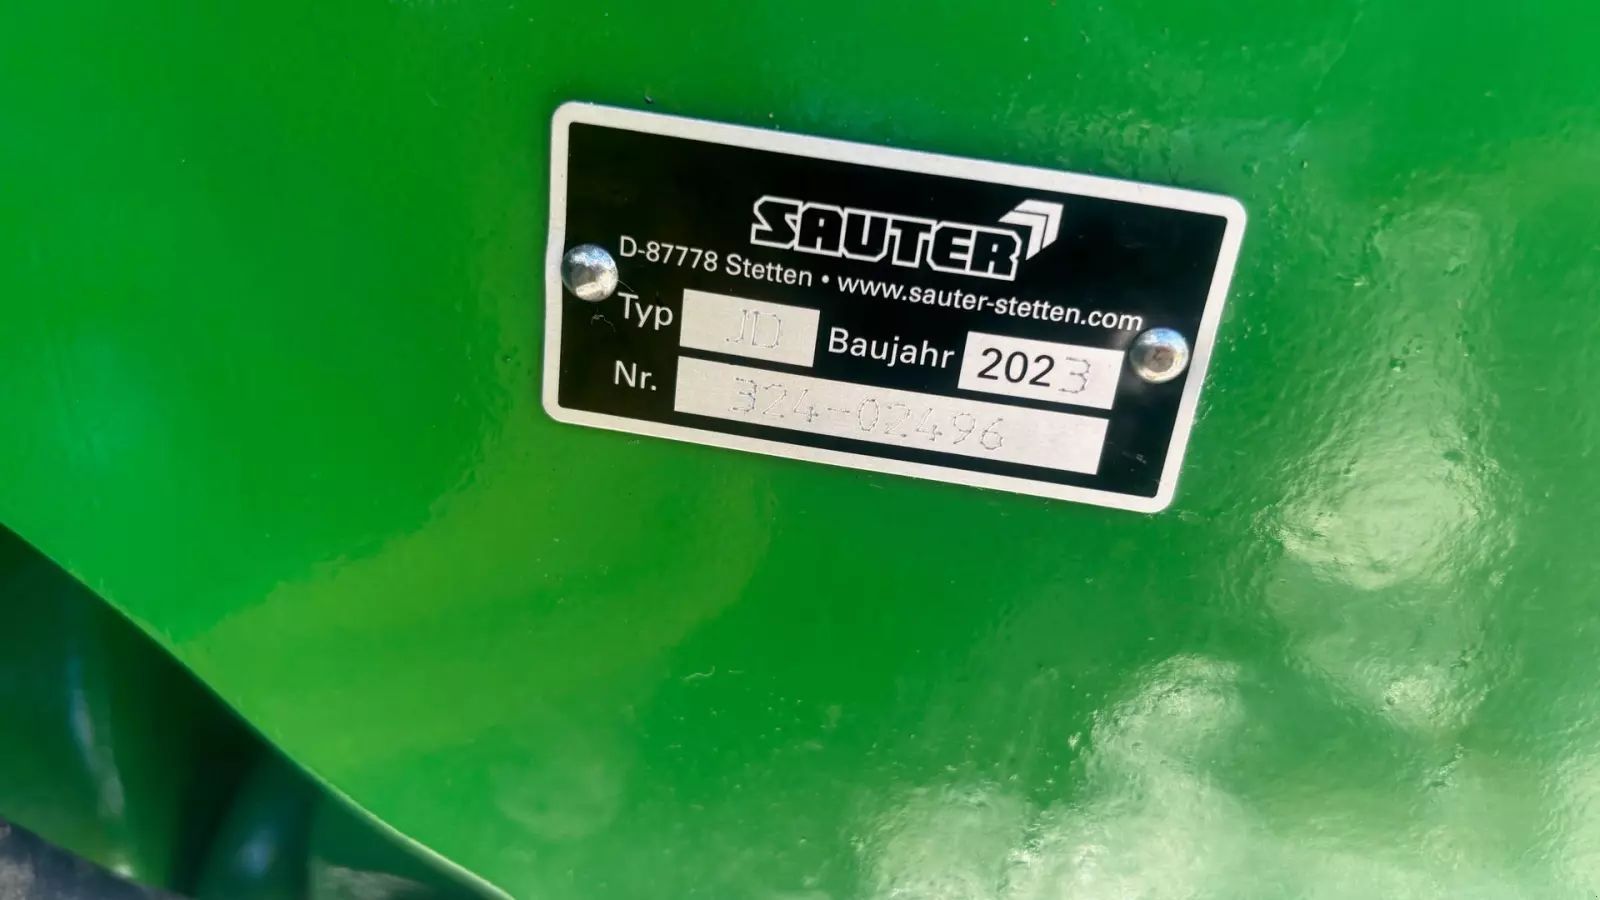 SAUTER
D-87778 Stetten • www.sauter-stetten.com
Typ JD Baujahr 2023
Nr. 324-02496